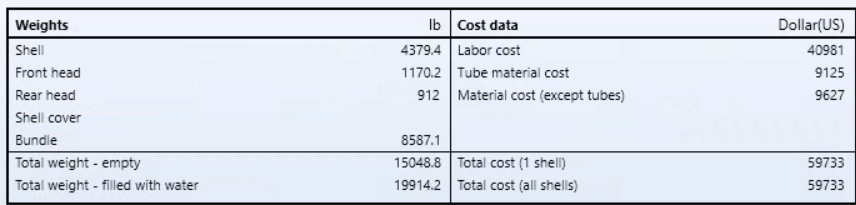 Weights lb Cost data Dollar(US)
Shell 4379.4 Labor cost 40981
Front head 1170.2 Tube material cost 9125
Rear head 912 Material cost (except tubes) 9627
Shell cover
Bundle 8587.1
Total weight - empty 15048.8 Total cost (1 shell) 59733
Total weight - filled with water 19914.2 Total cost (all shells) 59733